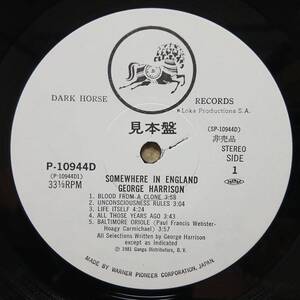 DARK HORSE RECORDS
* Loka Productions S.A.
見本盤
(SP-10944D)
非売品
P-10944D
(P-10944D1)
33⅓RPM
STEREO
SIDE
1
SOMEWHERE IN ENGLAND
GEORGE HARRISON
1. BLOOD FROM A CLONE 3:58
2. UNCONSCIOUSNESS RULES 3:04
3. LIFE ITSELF 4:24
4. ALL THOSE YEARS AGO 3:43
5. BALTIMORE ORIOLE (Paul Francis Webster-
Hoagy Carmichael) 3:56
All Selections Written by George Harrison
except as indicated
℗ 1981 Ganga Distributors, B. V.
MADE BY WARNER PIONEER CORPORATION, JAPAN